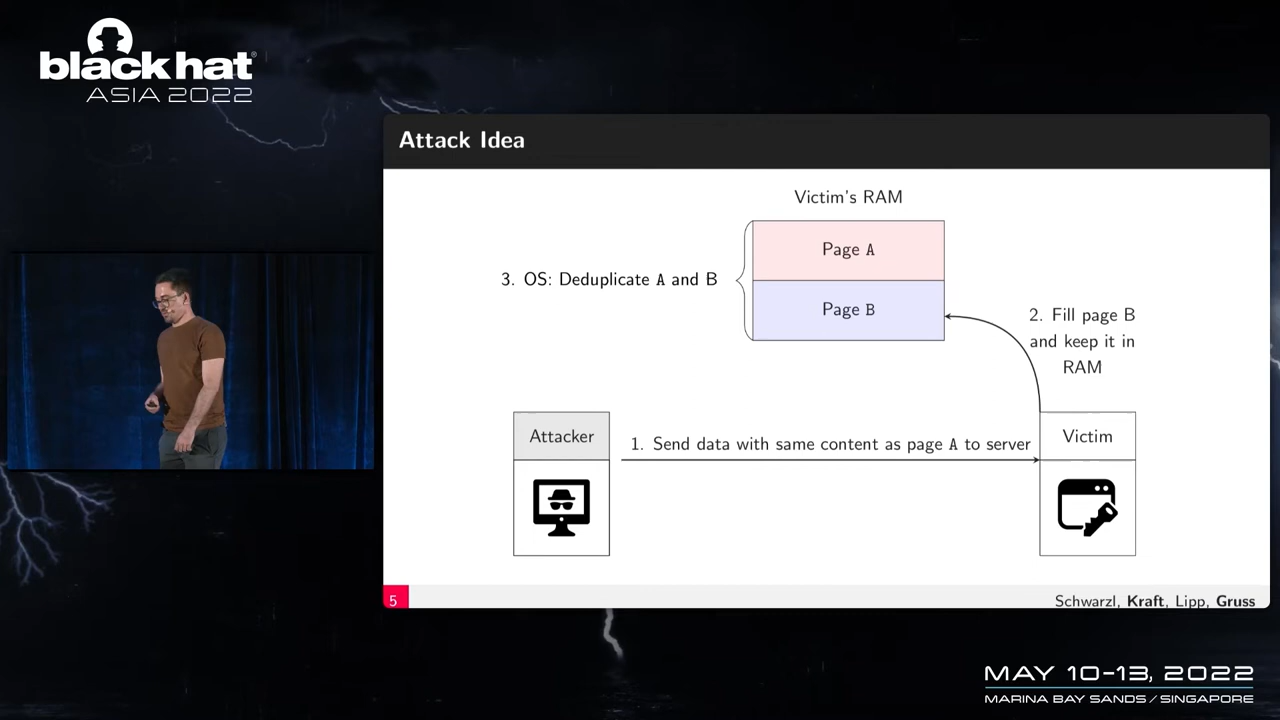 black hat®
ASIA 2022
Attack Idea
Victim's RAM
Page A
3. OS: Deduplicate A and B
Page B
2. Fill page B
and keep it in
RAM
Attacker
1. Send data with same content as page A to server
Victim
5
Schwarzl, Kraft, Lipp, Gruss
MAY 10-13, 2022
MARINA BAY SANDS / SINGAPORE